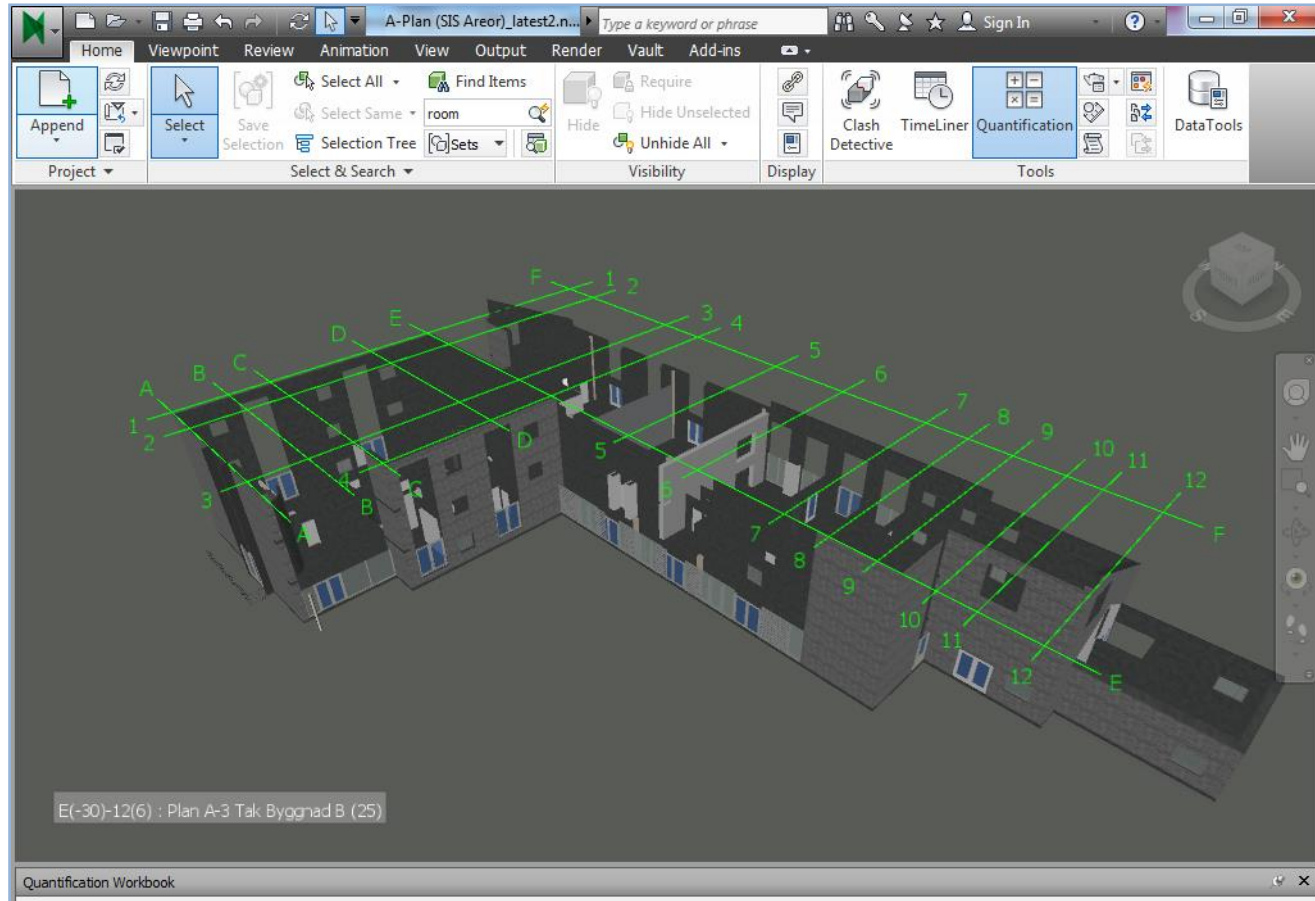 A-Plan (SIS Areor)_latest2.n... Type a keyword or phrase Sign In
Home Viewpoint Review Animation View Output Render Vault Add-ins
Append
Select
Save Selection
Select All
Select Same
Selection Tree
Find Items
room
Sets
Hide
Require
Hide Unselected
Unhide All
Clash Detective
TimeLiner
Quantification
DataTools
Project Select & Search Visibility Display Tools
F 1 2
E 3
D 4
C 5
B 6
A 7
1 8
2 9
D 10
5 11
4 C 6 12
3 B
A 7 F
8
9
10
11
12 E
E(-30)-12(6) : Plan A-3 Tak Byggnad B (25)
Quantification Workbook